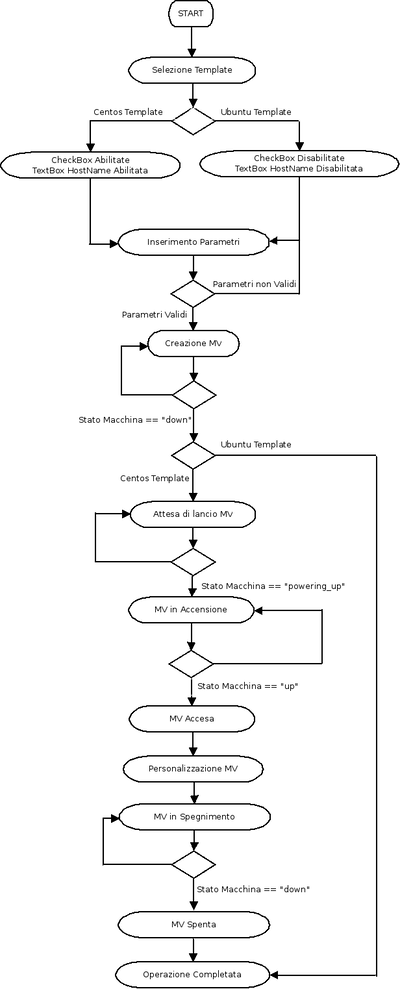 START
Selezione Template
Centos Template
Ubuntu Template
CheckBox Abilitate
TextBox HostName Abilitata
CheckBox Disabilitate
TextBox HostName Disabilitata
Inserimento Parametri
Parametri non Validi
Parametri Validi
Creazione MV
Stato Macchina == "down"
Ubuntu Template
Centos Template
Attesa di lancio MV
Stato Macchina == "powering_up"
MV in Accensione
Stato Macchina == "up"
MV Accesa
Personalizzazione MV
MV in Spegnimento
Stato Macchina == "down"
MV Spenta
Operazione Completata